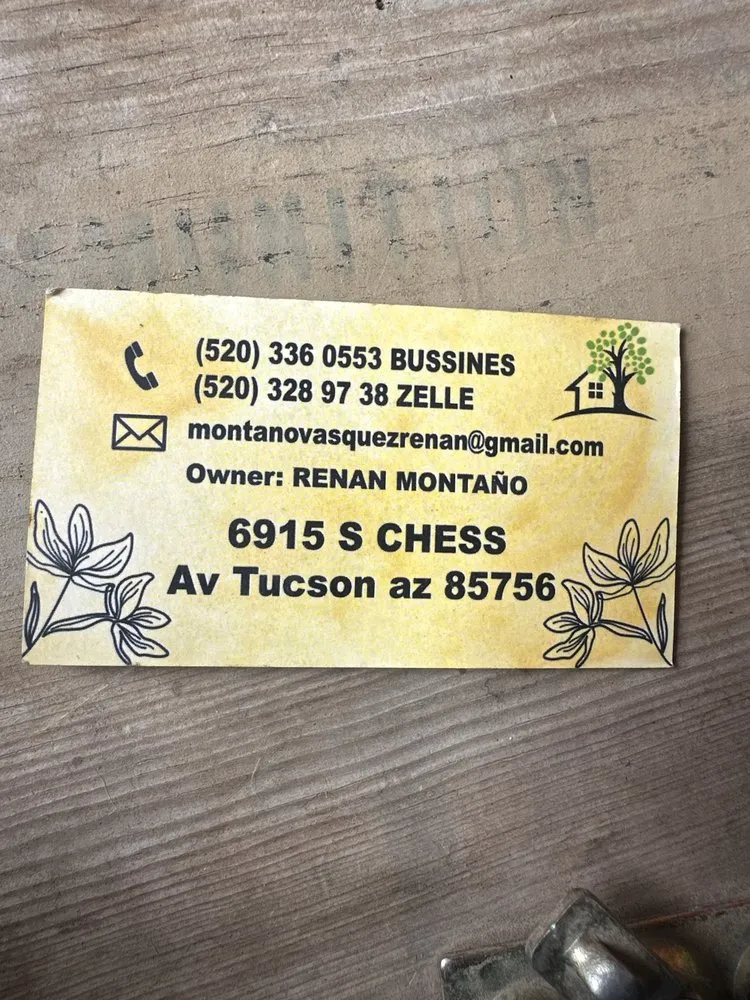 (520) 336 0553 BUSSINES
(520) 328 97 38 ZELLE
montanovasquezrenan@gmail.com
Owner: RENAN MONTAÑO
6915 S CHESS
Av Tucson az 85756